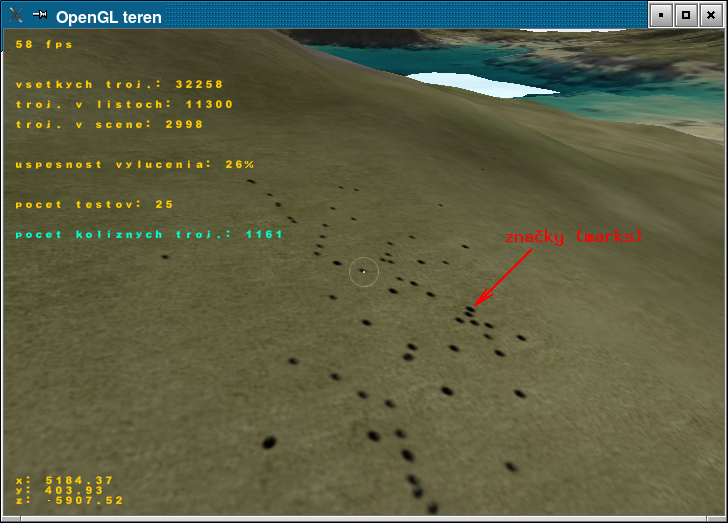 OpenGL teren
58 fps
vsetkych troj.: 32258
troj. v listoch: 11300
troj. v scene: 2998
uspesnost vylucenia: 26%
pocet testov: 25
pocet koliznych troj.: 1161
značky (marks)
x: 5184.37
y: 403.93
z: -5907.52